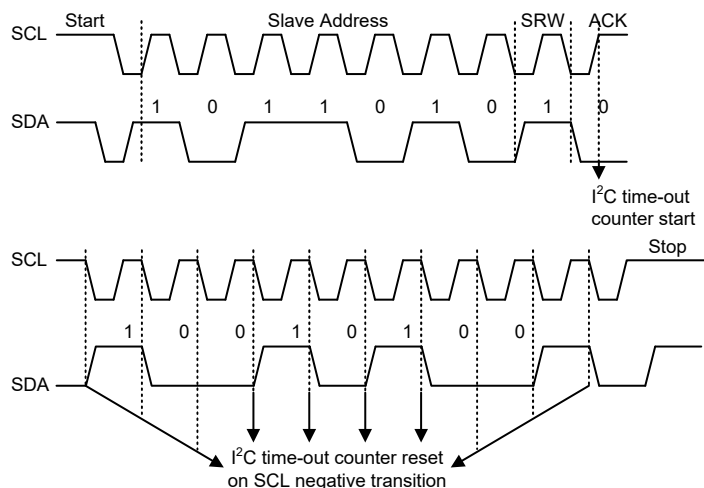 Start Slave Address SRW ACK
SCL
1 0 1 1 0 1 0 1 0
SDA
I²C time-out
counter start
Stop
SCL
1 0 0 1 0 1 0 0
SDA
I²C time-out counter reset
on SCL negative transition